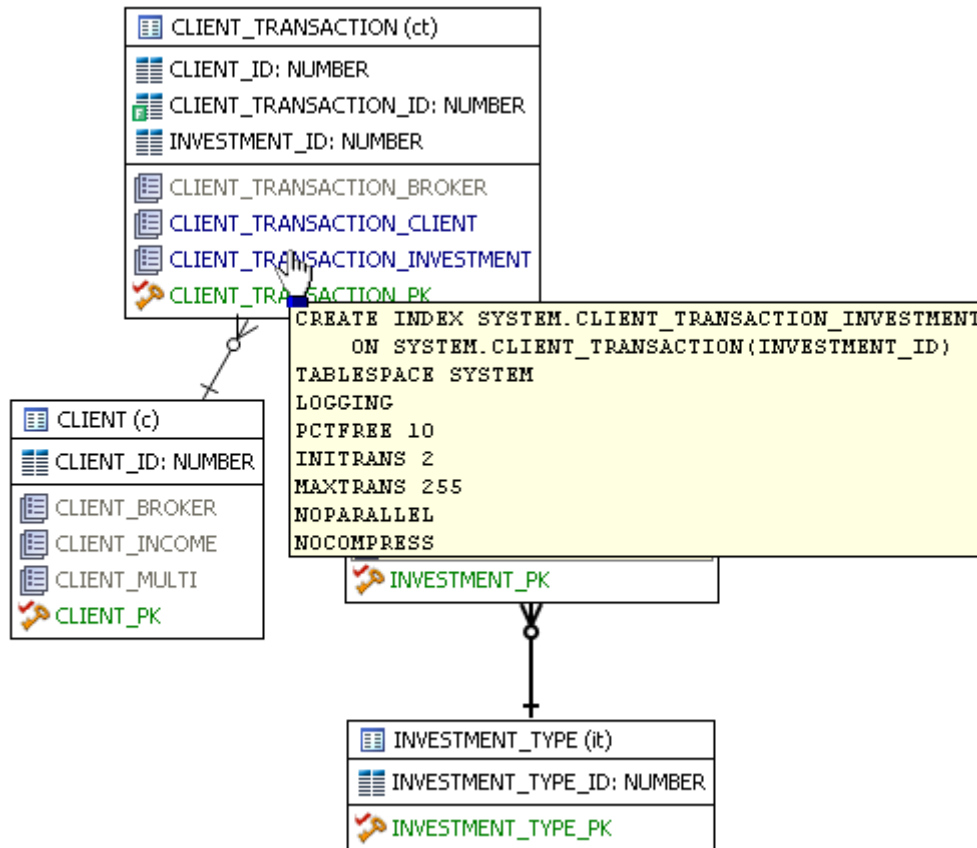 CLIENT_TRANSACTION (ct)
CLIENT_ID: NUMBER
CLIENT_TRANSACTION_ID: NUMBER
INVESTMENT_ID: NUMBER
CLIENT_TRANSACTION_BROKER
CLIENT_TRANSACTION_CLIENT
CLIENT_TRANSACTION_INVESTMENT
CLIENT_TRANSACTION_PK
CREATE INDEX SYSTEM.CLIENT_TRANSACTION_INVESTMENT
ON SYSTEM.CLIENT_TRANSACTION(INVESTMENT_ID)
TABLESPACE SYSTEM
LOGGING
PCTFREE 10
INITRANS 2
MAXTRANS 255
NOPARALLEL
NOCOMPRESS
CLIENT (c)
CLIENT_ID: NUMBER
CLIENT_BROKER
CLIENT_INCOME
CLIENT_MULTI
CLIENT_PK
INVESTMENT_PK
INVESTMENT_TYPE (it)
INVESTMENT_TYPE_ID: NUMBER
INVESTMENT_TYPE_PK